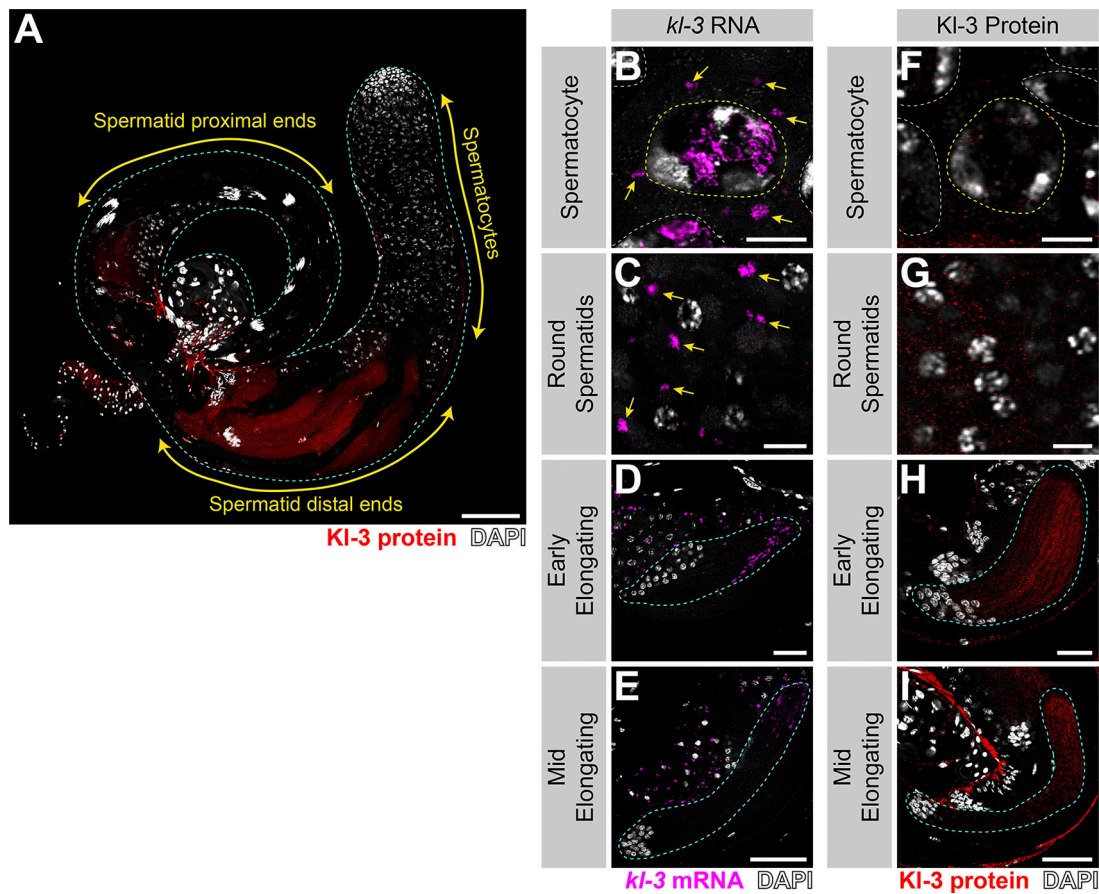 A
Spermatid proximal ends
Spermatocytes
Spermatid distal ends
Kl-3 protein DAPI
kl-3 RNA
Kl-3 Protein
Spermatocyte
B
Spermatocyte
F
Round
Spermatids
C
Round
Spermatids
G
Early
Elongating
D
Early
Elongating
H
Mid
Elongating
E
Mid
Elongating
I
kl-3 mRNA DAPI
Kl-3 protein DAPI